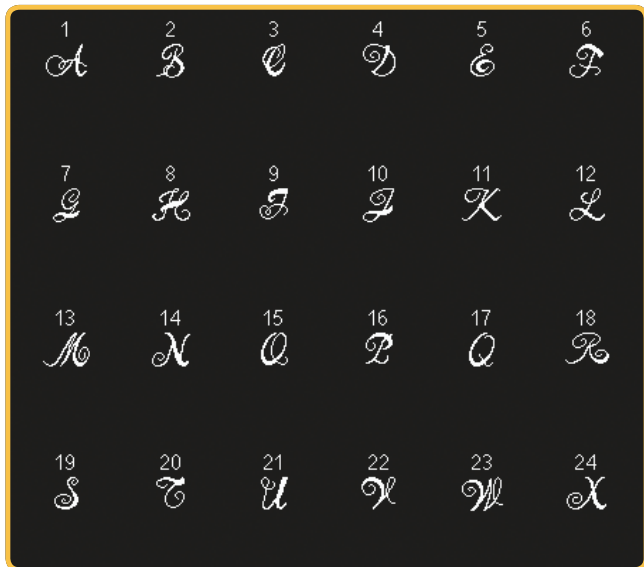 1 2 3 4 5 6
A B C D E F
7 8 9 10 11 12
G H I J K L
13 14 15 16 17 18
M N O P Q R
19 20 21 22 23 24
S T U V W X